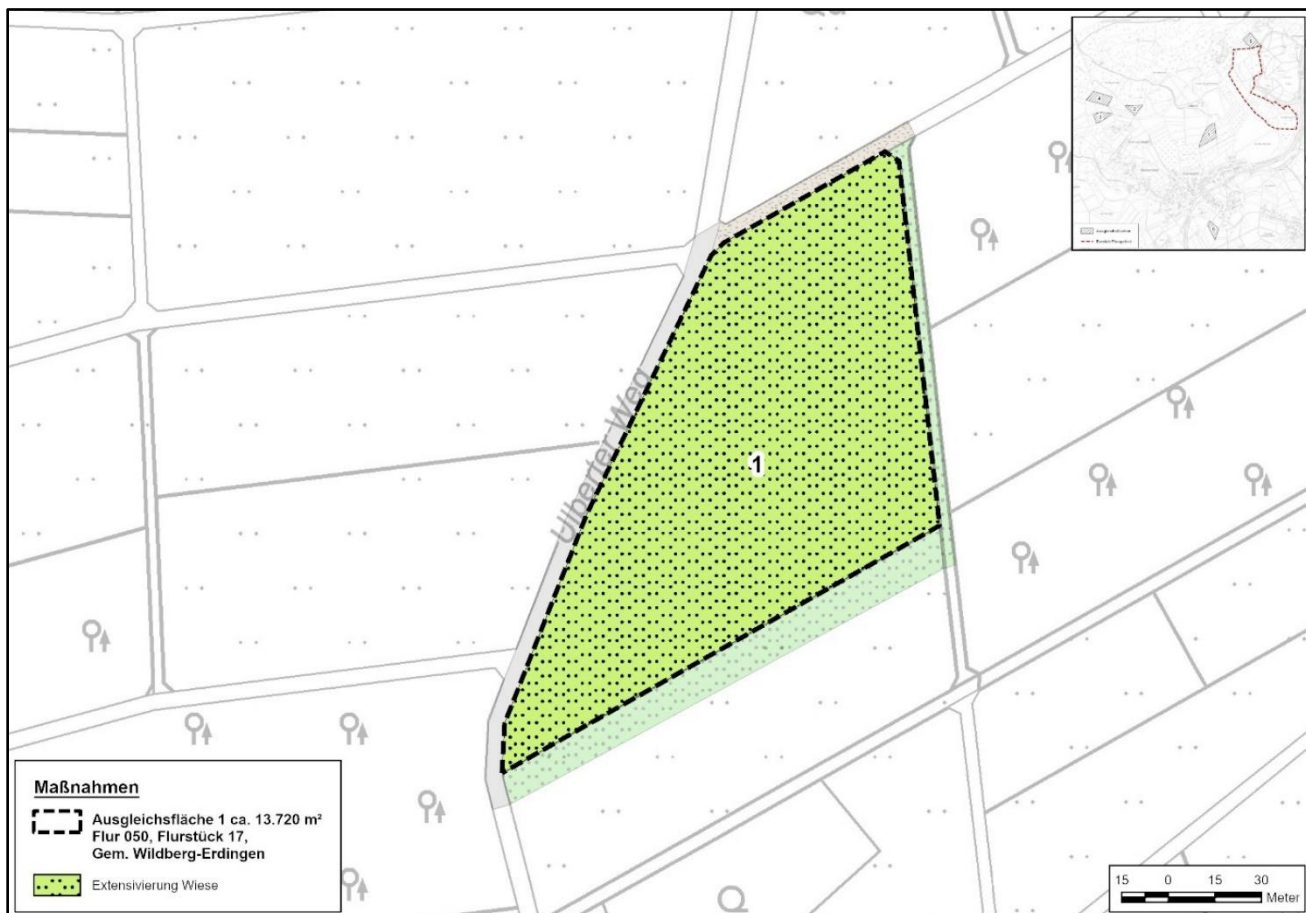 Ulberter Weg
1
Maßnahmen
Ausgleichsfläche 1 ca. 13.720 m²
Flur 050, Flurstück 17,
Gem. Wildberg-Erdingen
Extensivierung Wiese
15 0 15 30
Meter